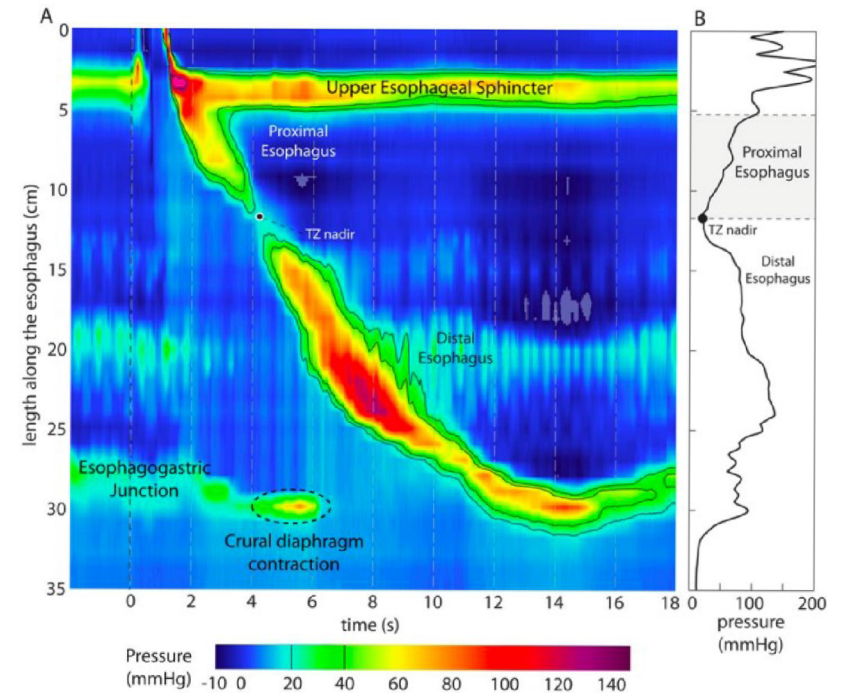 A
B
0
5
10
15
20
25
30
35
length along the esophagus (cm)
Upper Esophageal Sphincter
Proximal
Esophagus
TZ nadir
Distal
Esophagus
Esophagogastric
Junction
Crural diaphragm
contraction
0 2 4 6 8 10 12 14 16 18
time (s)
Proximal
Esophagus
TZ nadir
Distal
Esophagus
0 100 200
pressure
(mmHg)
Pressure
(mmHg)
-10 0 20 40 60 80 100 120 140